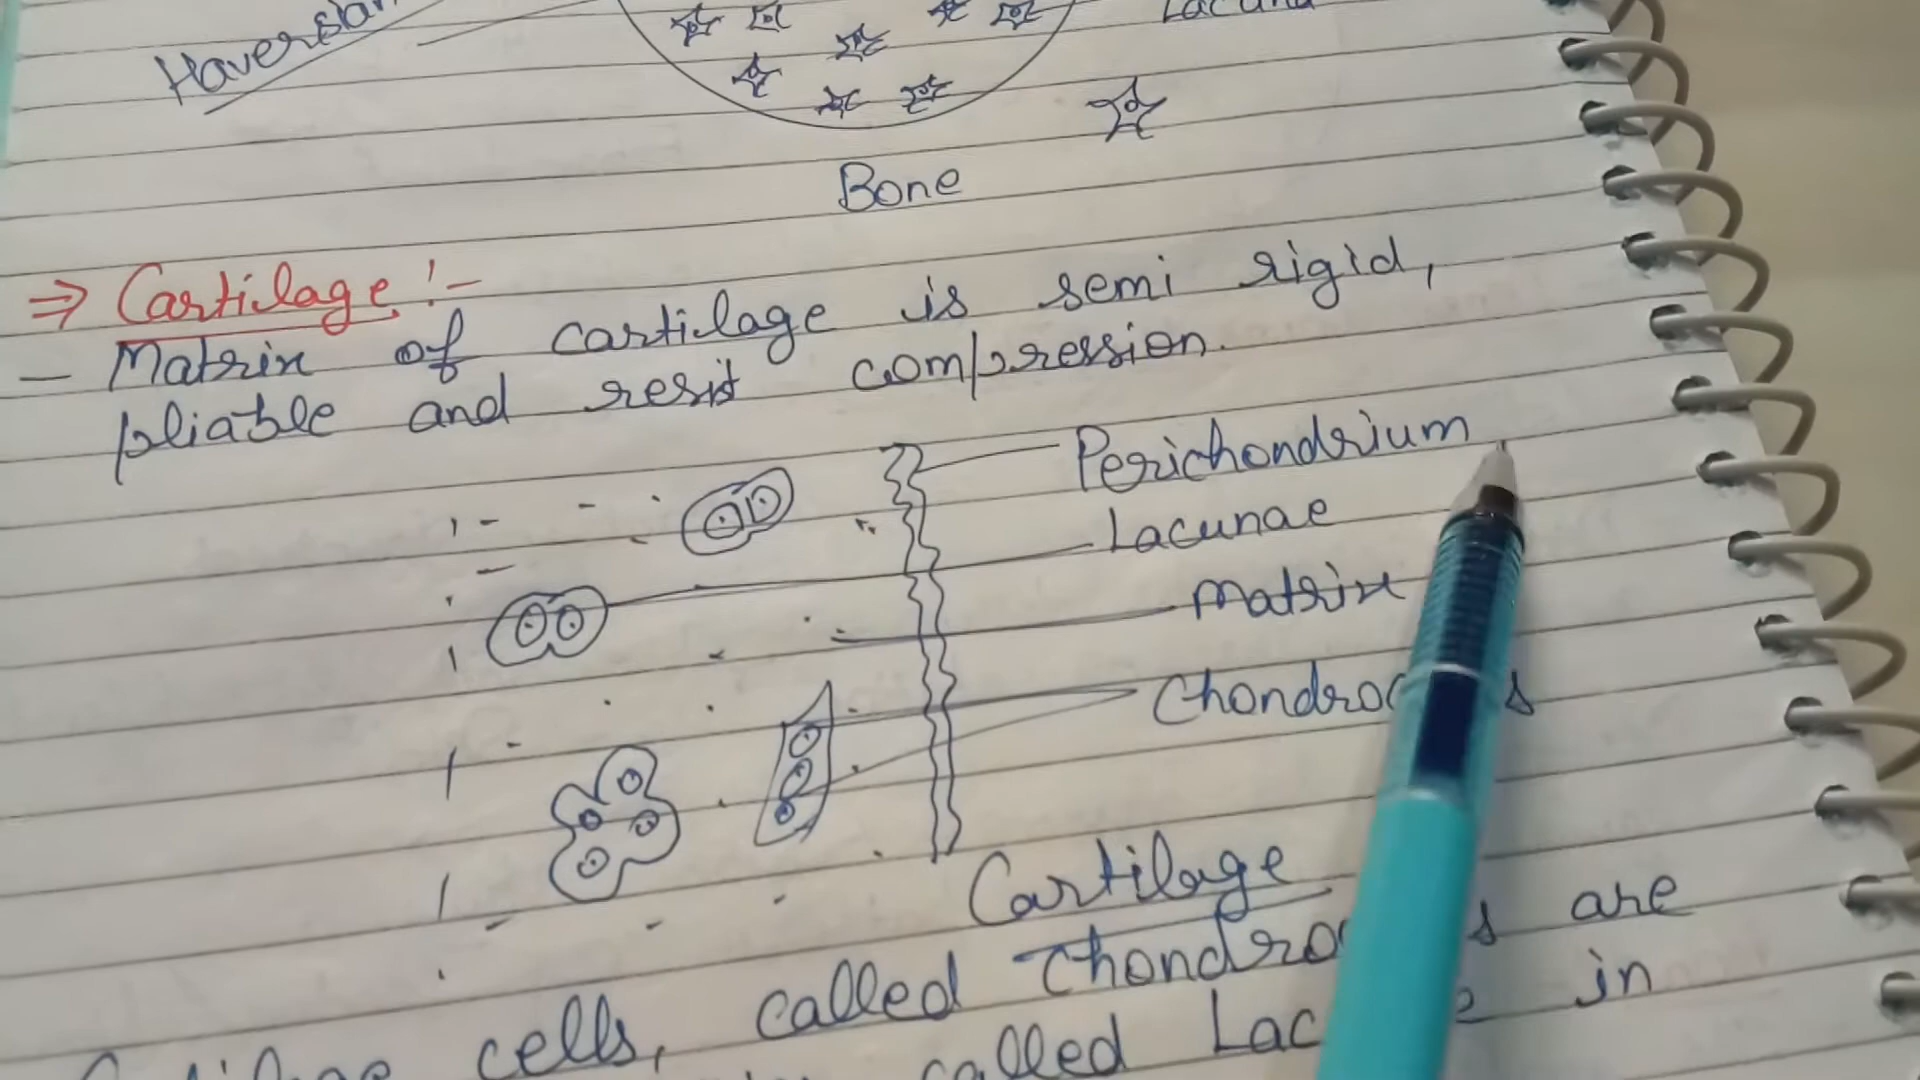 Haversian
Lacuna
Bone
⇒ Cartilage :-
— Matrix of cartilage is semi rigid,
pliable and resist compression.
Perichondrium
Lacunae
Matrix
Cartilage
cells, called are
called in